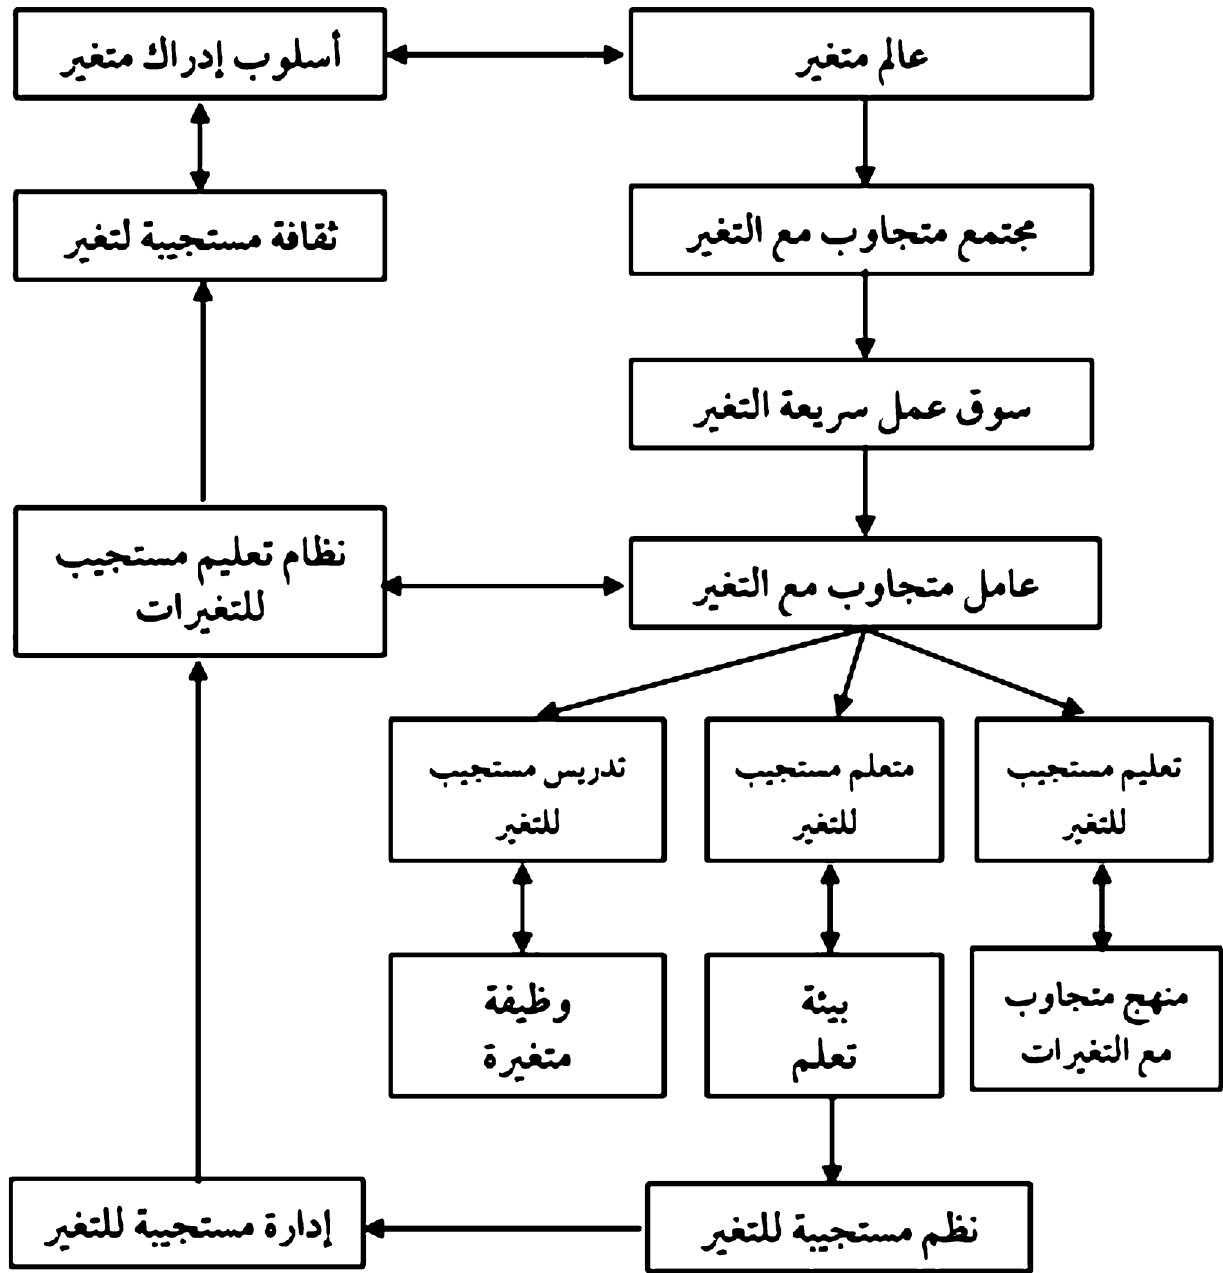 عالم متغير
أسلوب إدراك متغير
مجتمع متجاوب مع التغير
ثقافة مستجيبة لتغير
سوق عمل سريعة التغير
عامل متجاوب مع التغير
نظام تعليم مستجيب
للتغيرات
تعليم مستجيب
للتغير
متعلم مستجيب
للتغير
تدريس مستجيب
للتغير
منهج متجاوب
مع التغيرات
بيئة
تعلم
وظيفة
متغيرة
نظم مستجيبة للتغير
إدارة مستجيبة للتغير